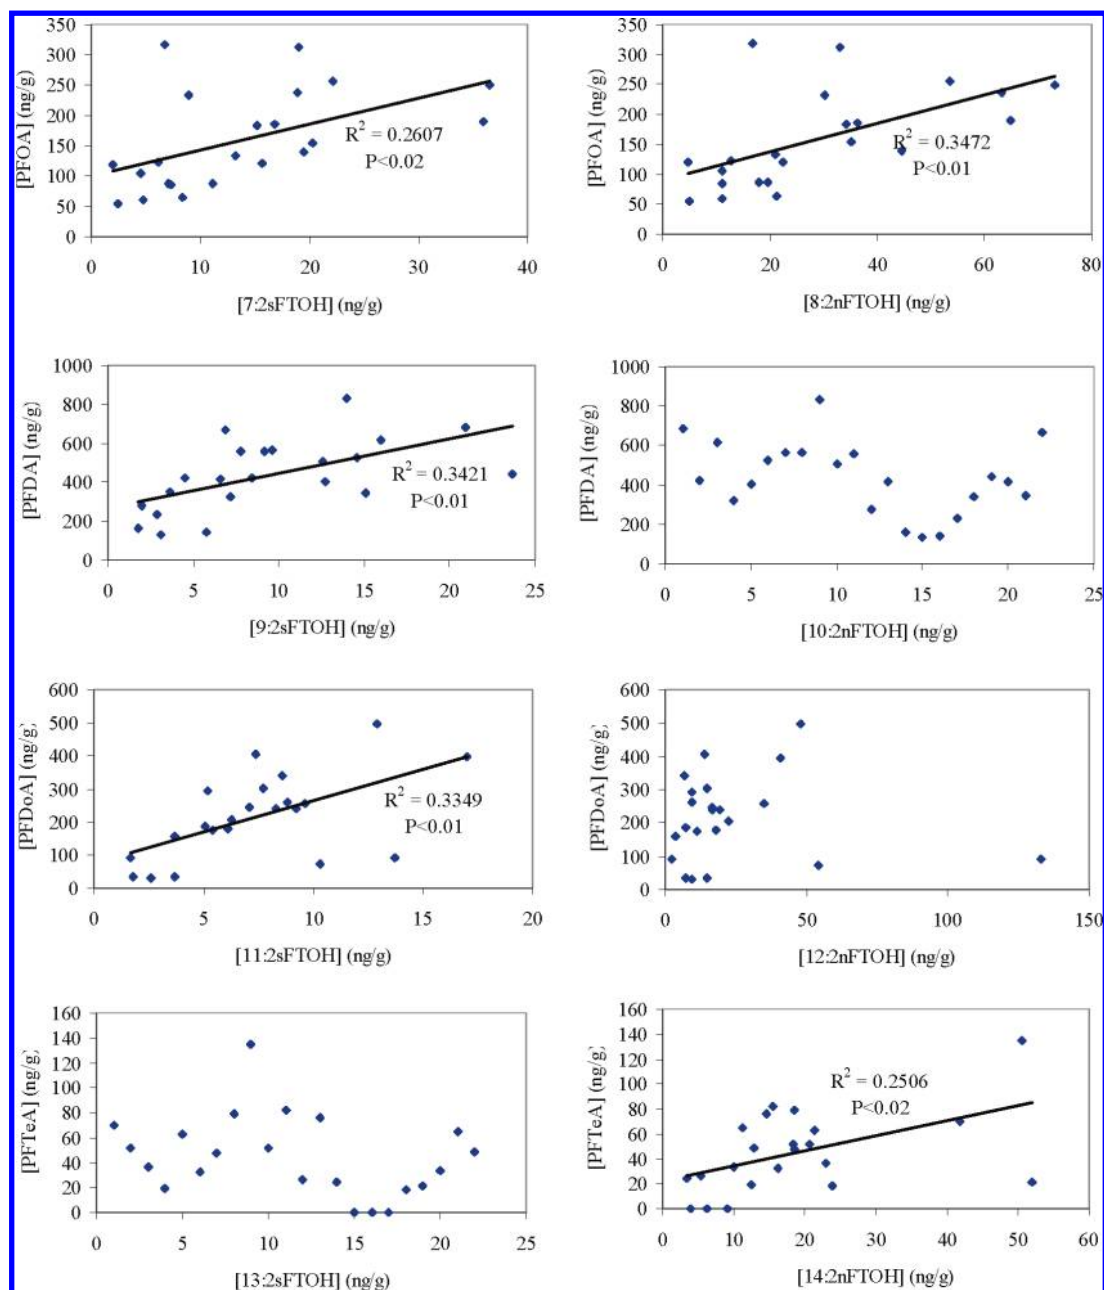 350
300
250
200
150
100
50
0
[PFOA] (ng/g)
R² = 0.2607
P<0.02
0 10 20 30 40
[7:2sFTOH] (ng/g)
350
300
250
200
150
100
50
0
[PFOA] (ng/g)
R² = 0.3472
P<0.01
0 20 40 60 80
[8:2nFTOH] (ng/g)
1000
800
600
400
200
0
[PFDA] (ng/g)
R² = 0.3421
P<0.01
0 5 10 15 20 25
[9:2sFTOH] (ng/g)
1000
800
600
400
200
0
[PFDA] (ng/g)
0 5 10 15 20 25
[10:2nFTOH] (ng/g)
600
500
400
300
200
100
0
[PFDoA] (ng/g)
R² = 0.3349
P<0.01
0 5 10 15 20
[11:2sFTOH] (ng/g)
600
500
400
300
200
100
0
[PFDoA] (ng/g)
0 50 100 150
[12:2nFTOH] (ng/g)
160
140
120
100
80
60
40
20
0
[PFTeA] (ng/g)
0 5 10 15 20 25
[13:2sFTOH] (ng/g)
160
140
120
100
80
60
40
20
0
[PFTeA] (ng/g)
R² = 0.2506
P<0.02
0 10 20 30 40 50 60
[14:2nFTOH] (ng/g)